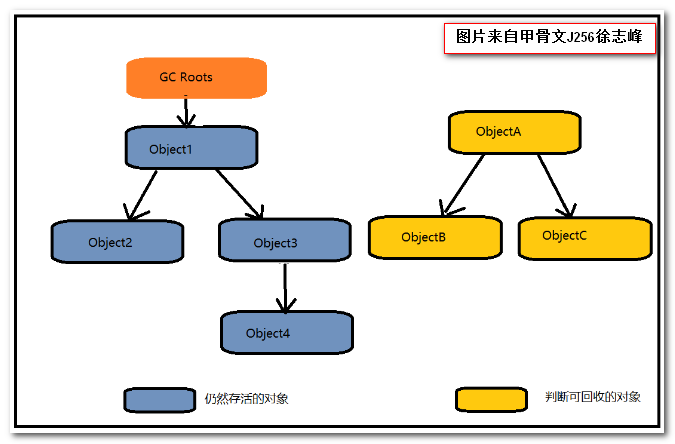 图片来自甲骨文J256徐志峰
GC Roots
Object1
ObjectA
Object2
Object3
ObjectB
ObjectC
Object4
仍然存活的对象
判断可回收的对象